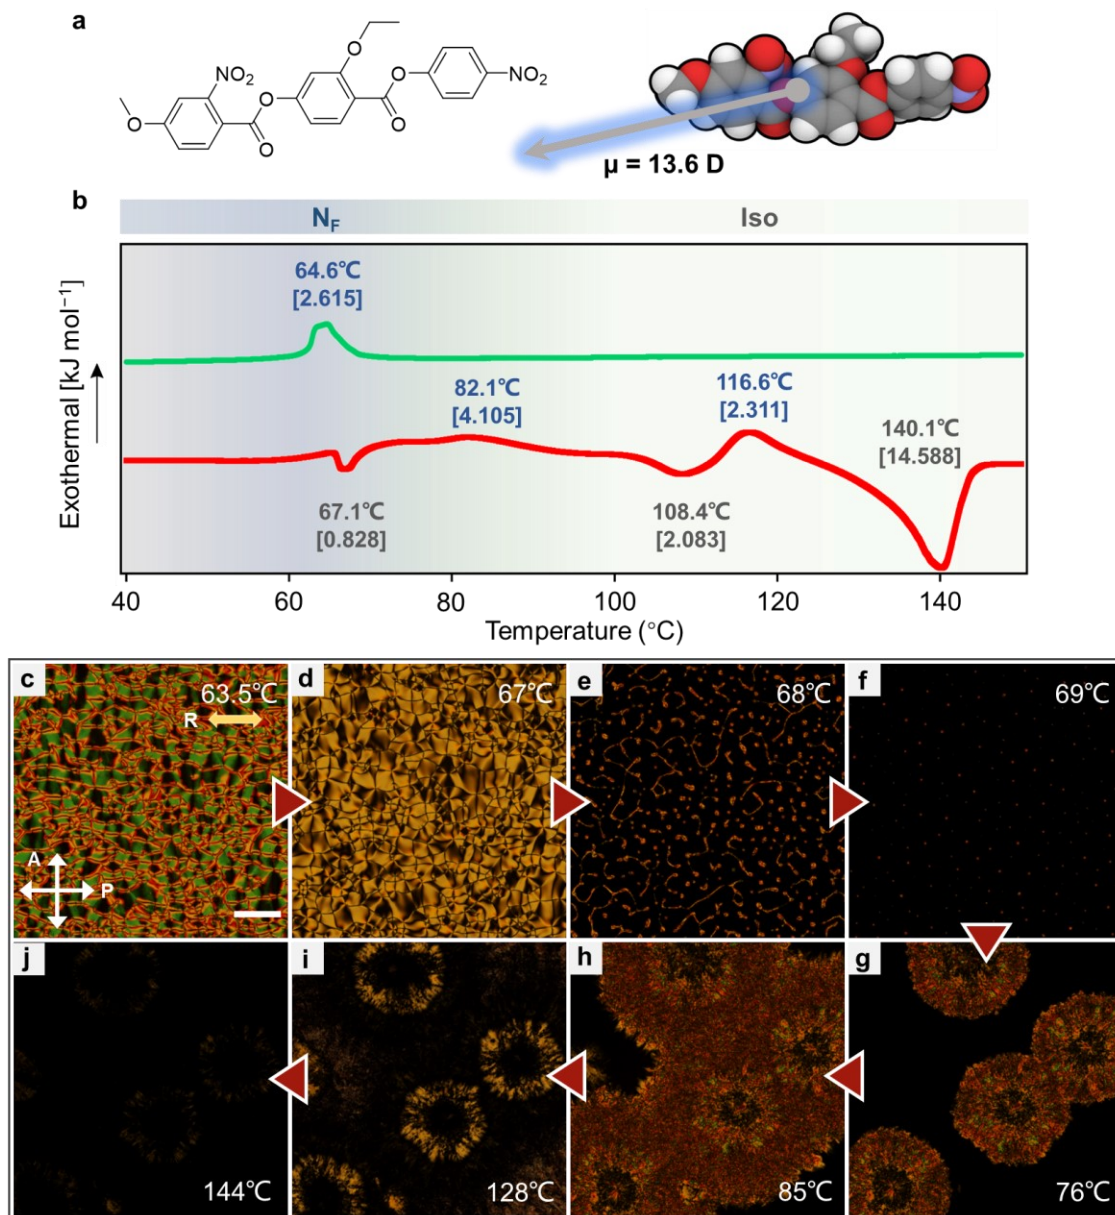 a
O
NO2
O
O
O
O
O
O
NO2
μ = 13.6 D
b
NF
Iso
Exothermal [kJ mol−1]
64.6℃
[2.615]
82.1℃
[4.105]
116.6℃
[2.311]
140.1℃
[14.588]
67.1℃
[0.828]
108.4℃
[2.083]
40
60
80
100
120
140
Temperature (°C)
c
63.5℃
R
A
P
d
67℃
e
68℃
f
69℃
j
144℃
i
128℃
h
85℃
g
76℃